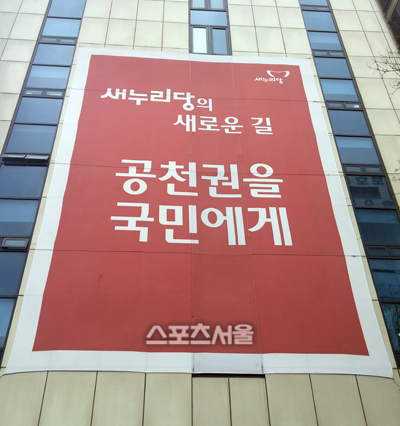 새누리당
새누리당의
새로운 길
공천권을
국민에게
스포츠서울